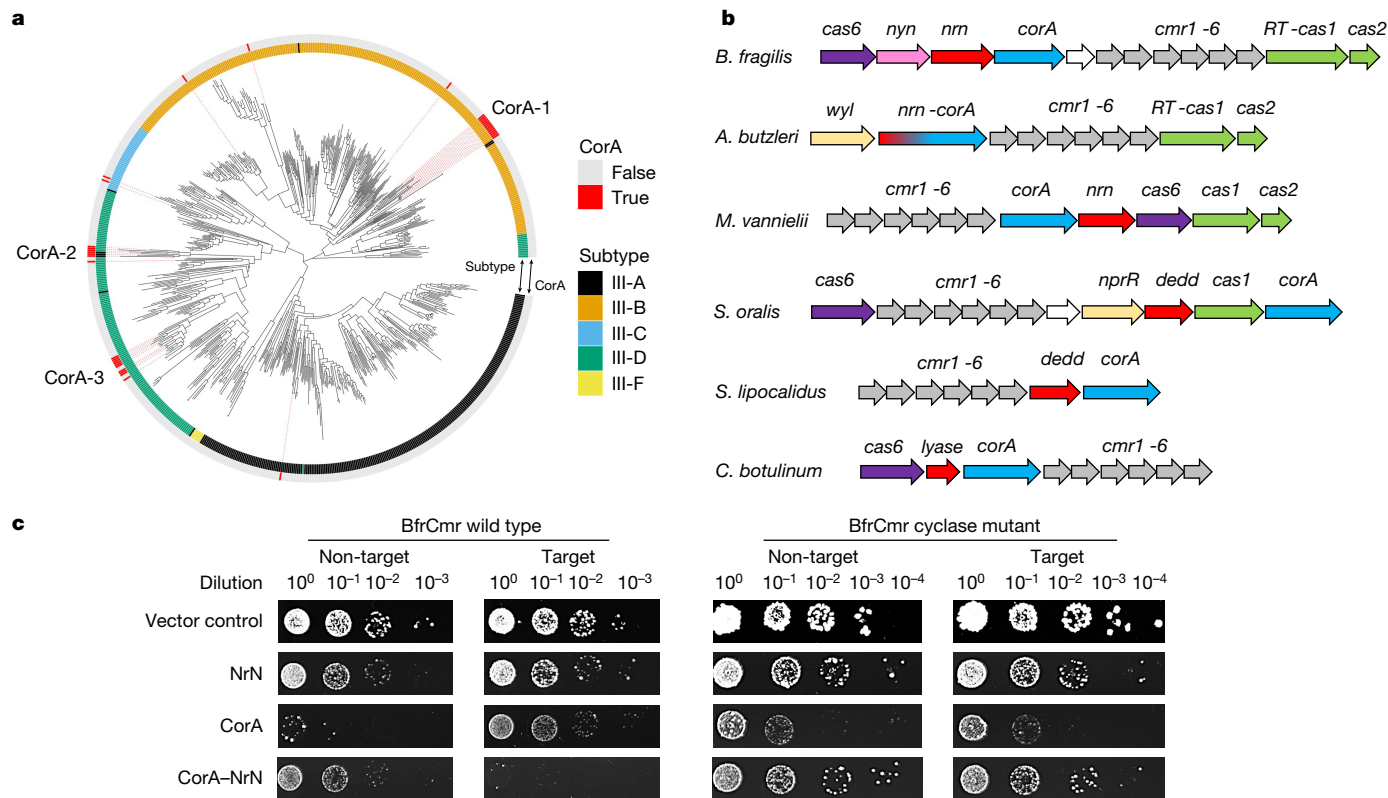 a
CorA-1
CorA-2
CorA-3
Subtype
CorA
CorA
False
True
Subtype
III-A
III-B
III-C
III-D
III-F
b
cas6 nyn nrn corA cmr1 -6 RT -cas1 cas2
B. fragilis
wyl nrn -corA cmr1 -6 RT -cas1 cas2
A. butzleri
cmr1 -6 corA nrn cas6 cas1 cas2
M. vannielii
cas6 cmr1 -6 nprR dedd cas1 corA
S. oralis
cmr1 -6 dedd corA
S. lipocalidus
cas6 lyase corA cmr1 -6
C. botulinum
c
BfrCmr wild type BfrCmr cyclase mutant
Non-target Target Non-target Target
Dilution 10⁰ 10⁻¹ 10⁻² 10⁻³ 10⁰ 10⁻¹ 10⁻² 10⁻³ 10⁰ 10⁻¹ 10⁻² 10⁻³ 10⁻⁴ 10⁰ 10⁻¹ 10⁻² 10⁻³ 10⁻⁴
Vector control
NrN
CorA
CorA–NrN